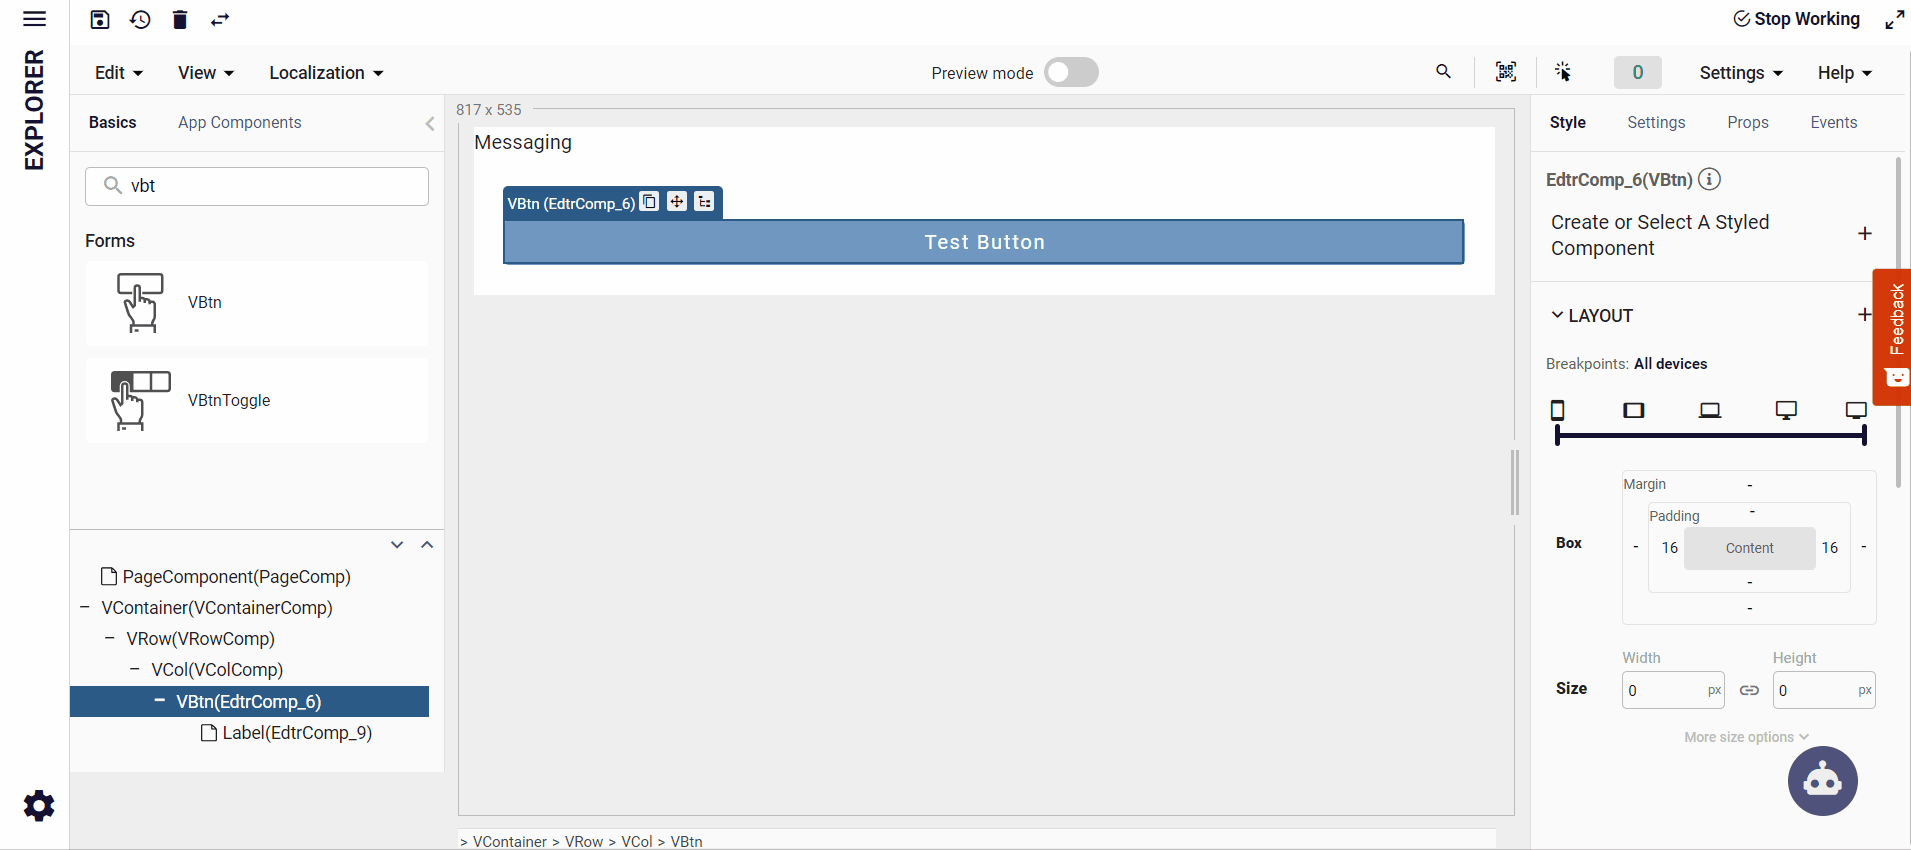 EXPLORER
Stop Working
Edit
View
Localization
Preview mode
0
Settings
Help
Basics
App Components
vbt
Forms
VBtn
VBtnToggle
PageComponent(PageComp)
VContainer(VContainerComp)
VRow(VRowComp)
VCol(VColComp)
VBtn(EdtrComp_6)
Label(EdtrComp_9)
817 x 535
Messaging
VBtn (EdtrComp_6)
Test Button
> VContainer > VRow > VCol > VBtn
Style
Settings
Props
Events
EdtrComp_6(VBtn)
Create or Select A Styled
Component
LAYOUT
Feedback
Breakpoints: All devices
Margin
-
Padding
-
Box
-
16
Content
16
-
-
-
Width
Height
Size
0 px
0 px
More size options